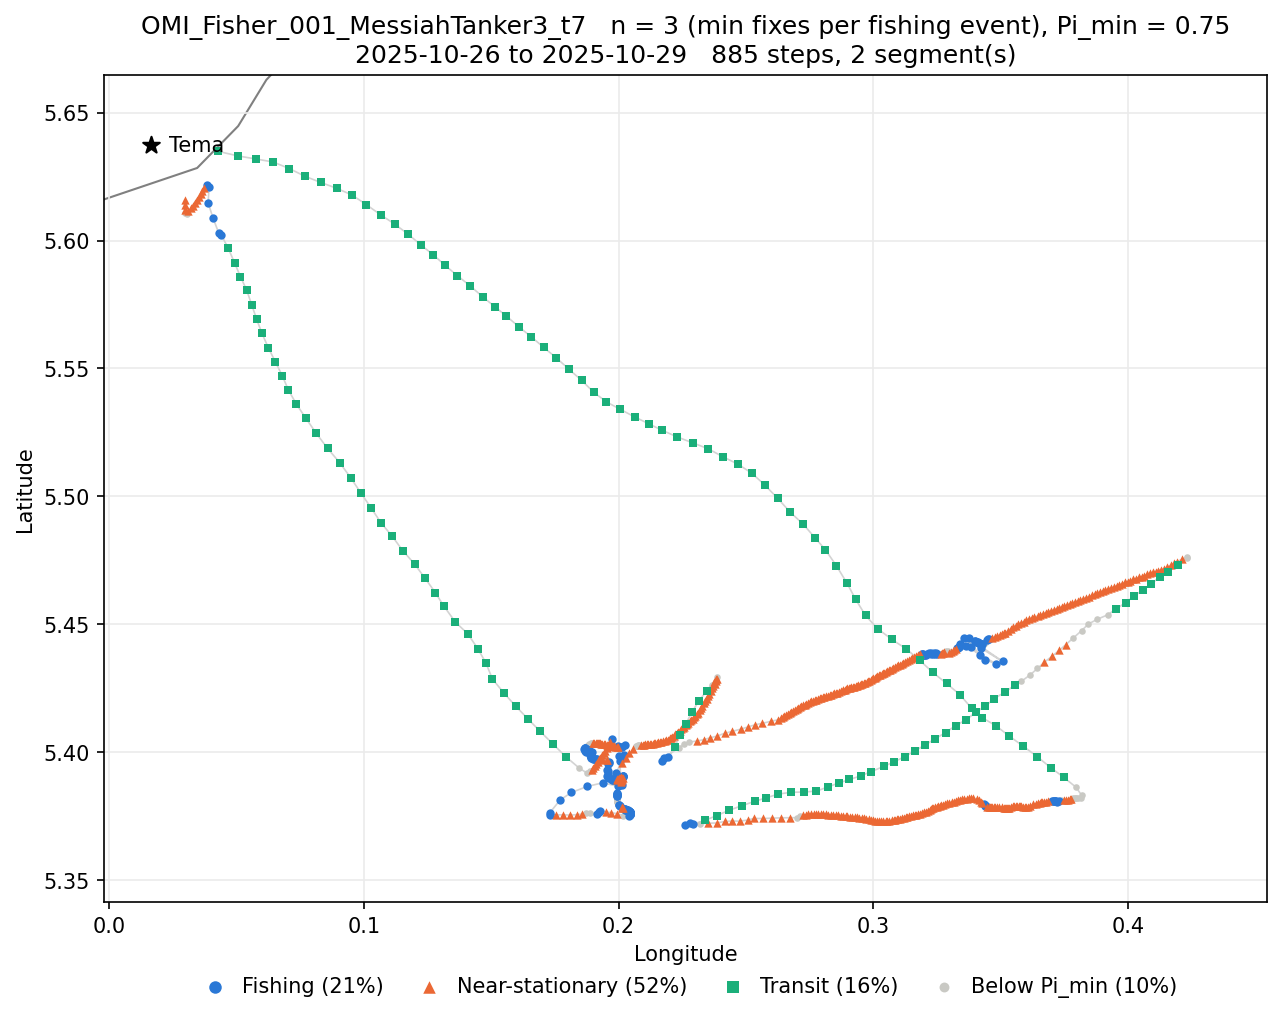 OMI_Fisher_001_MessiahTanker3_t7   n = 3 (min fixes per fishing event), Pi_min = 0.75
2025-10-26 to 2025-10-29   885 steps, 2 segment(s)
5.65
5.60
5.55
5.50
5.45
5.40
5.35
Latitude
Tema
0.0
0.1
0.2
0.3
0.4
Longitude
Fishing (21%)
Near-stationary (52%)
Transit (16%)
Below Pi_min (10%)